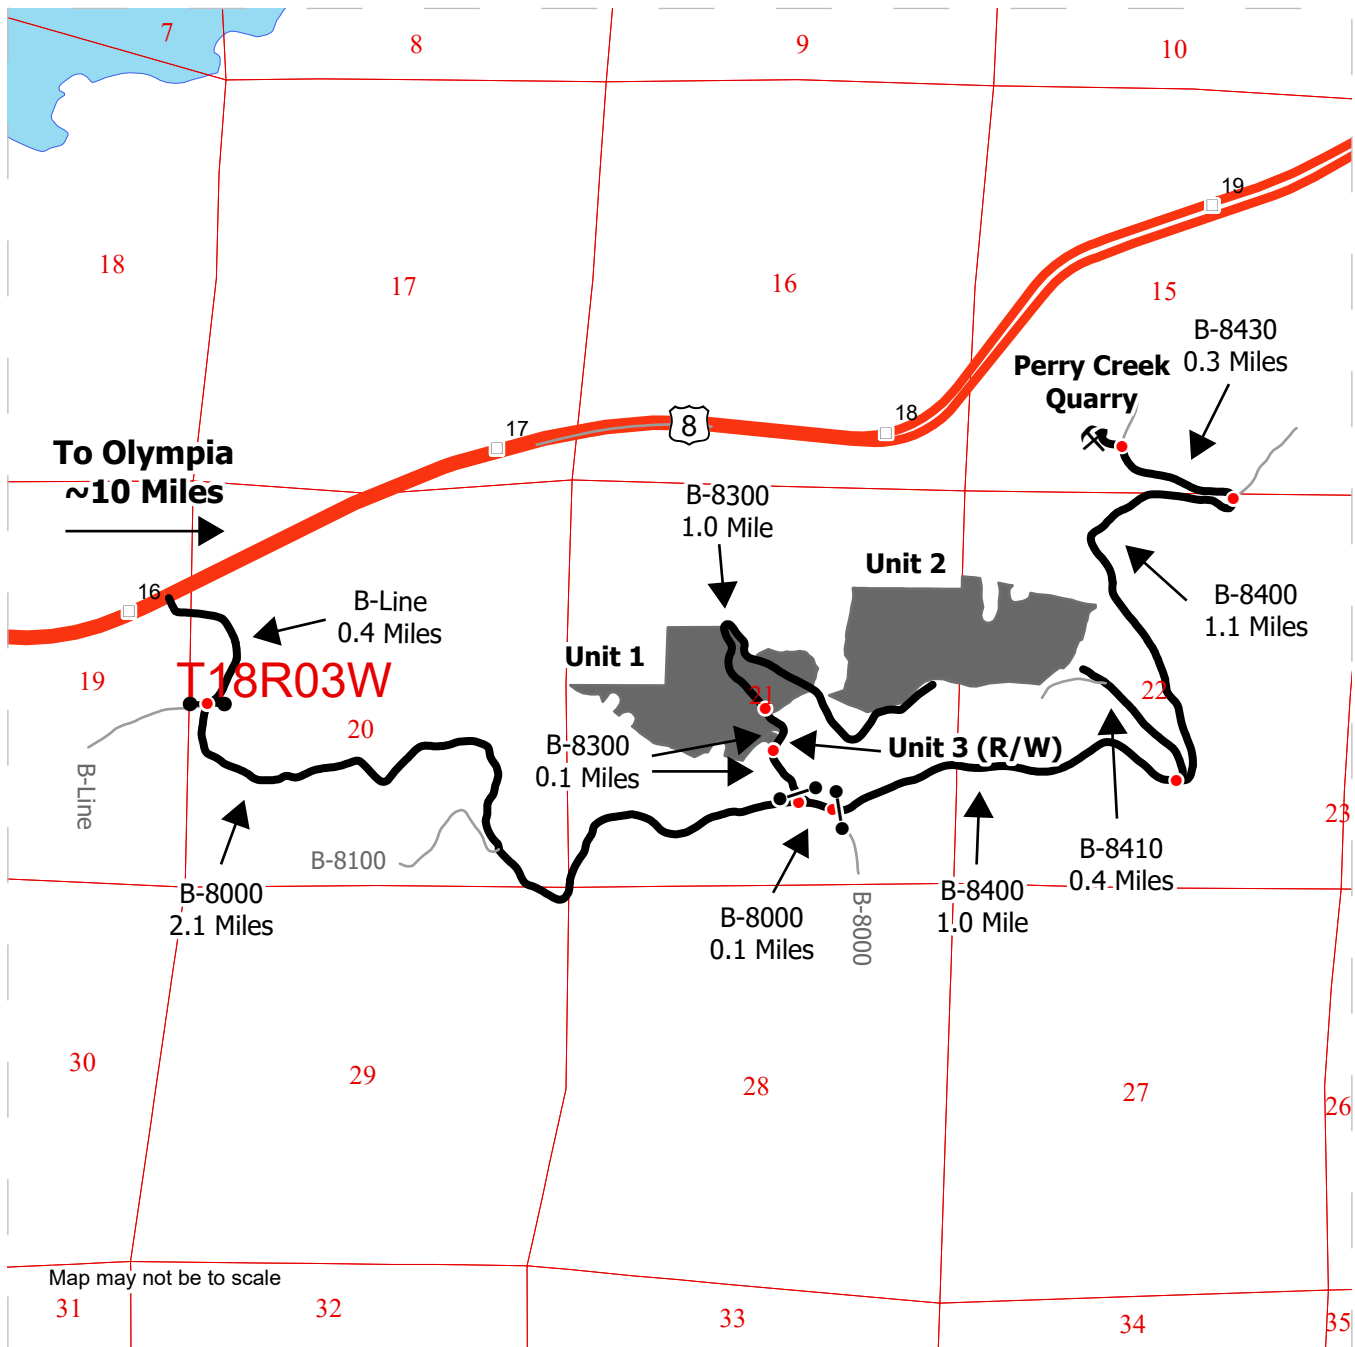 7
8
9
10
19
18
17
16
15
B-8430
0.3 Miles
Perry Creek
Quarry
18
17
8
To Olympia
~10 Miles
B-8300
1.0 Mile
Unit 2
16
B-Line
0.4 Miles
B-8400
1.1 Miles
Unit 1
19
T18R03W
20
21
22
B-8300
0.1 Miles
Unit 3 (R/W)
B-Line
23
B-8100
B-8410
0.4 Miles
B-8000
2.1 Miles
B-8000
0.1 Miles
B-8000
B-8400
1.0 Mile
30
29
28
27
26
Map may not be to scale
31
32
33
34
35